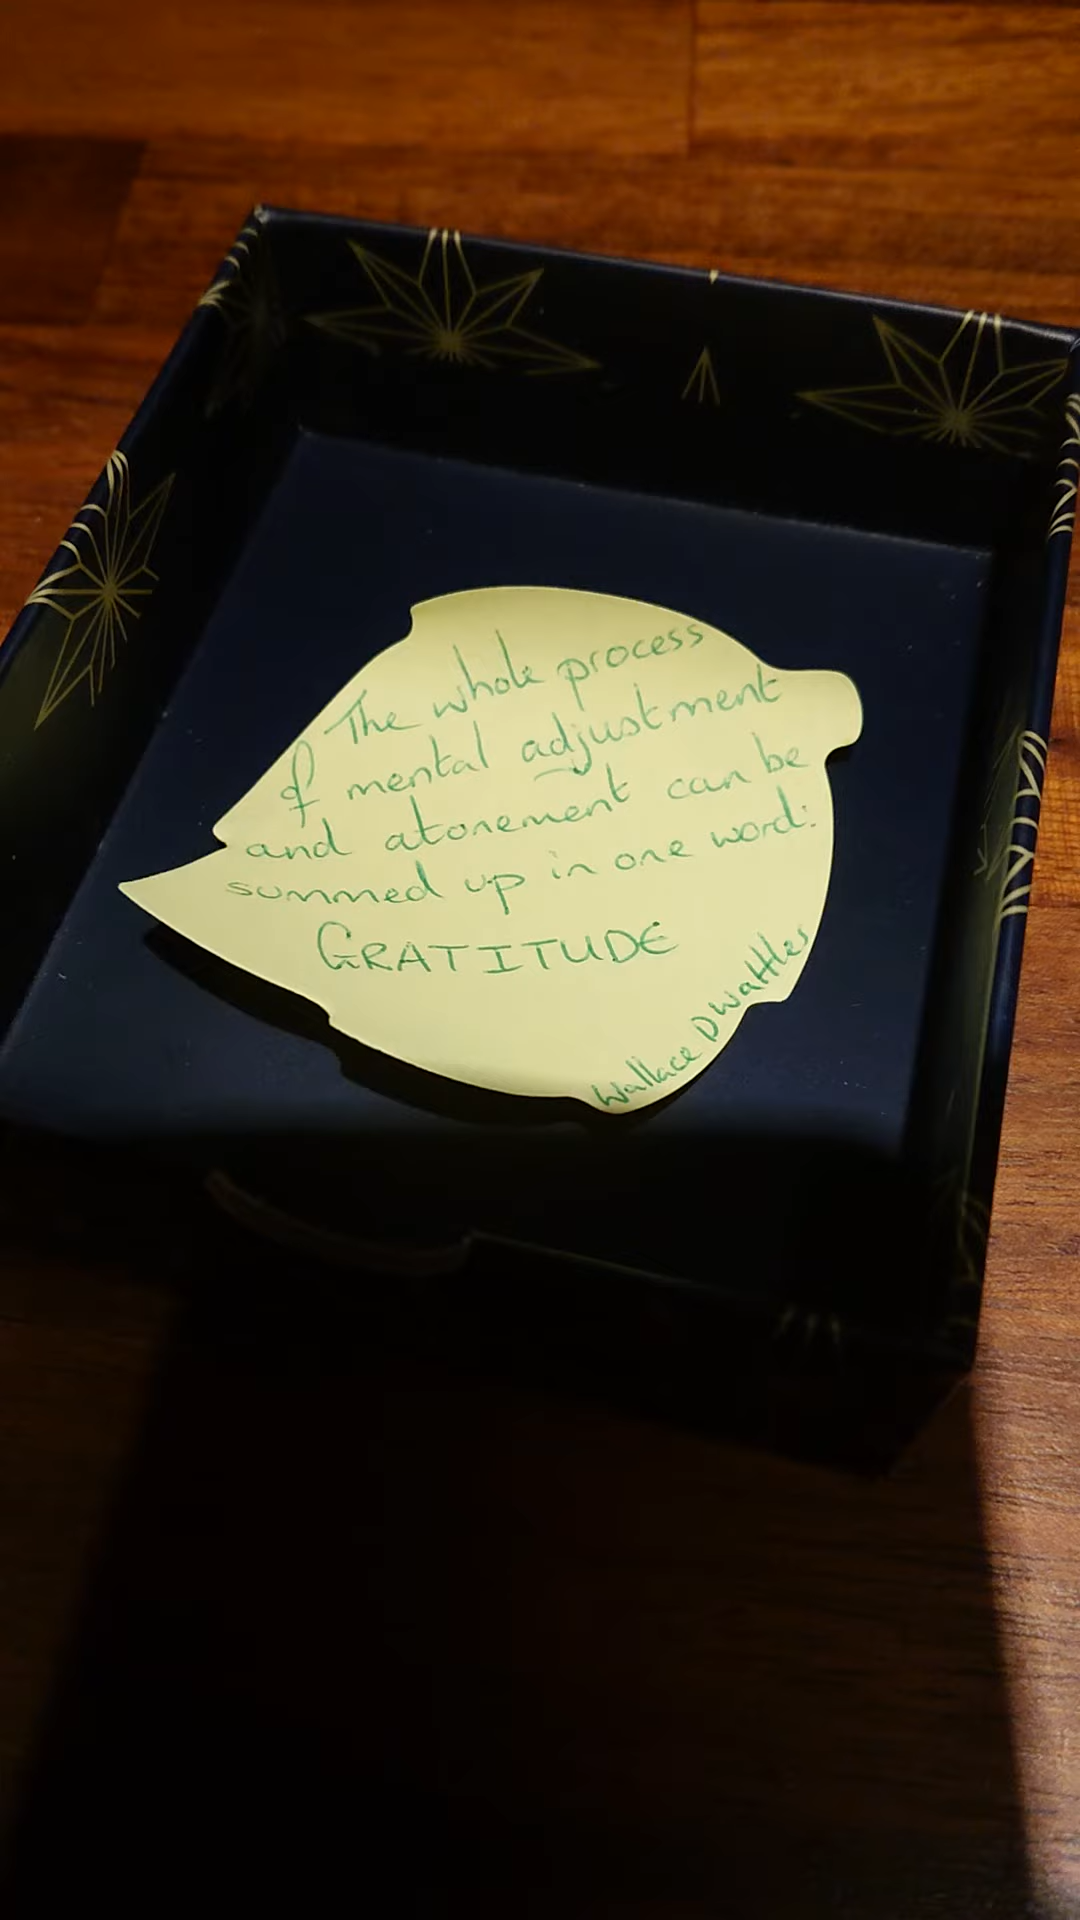 The whole process
of mental adjustment
and atonement can be
summed up in one word:
GRATITUDE
Wallace D Wattles